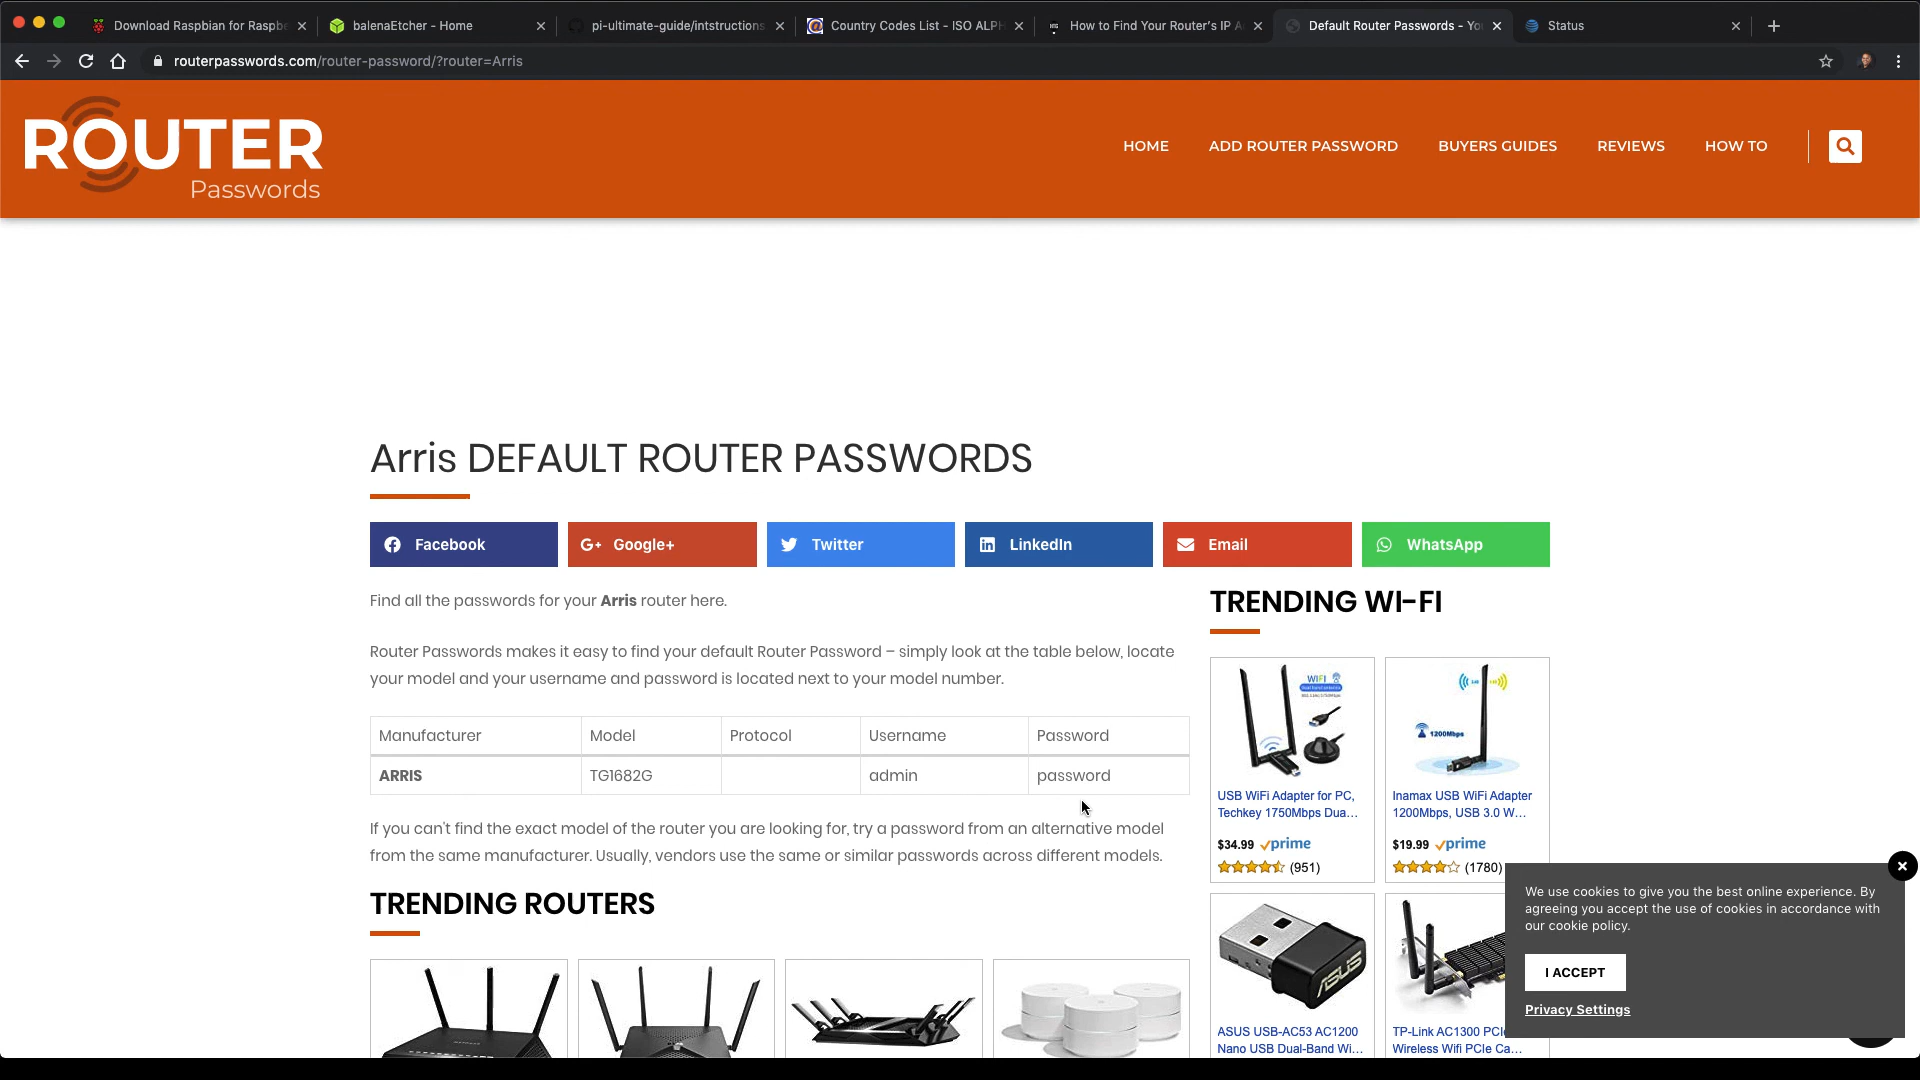 Download Raspbian for Raspbe
balenaEtcher - Home
pi-ultimate-guide/intstructions
Country Codes List - ISO ALPH
How to Find Your Router's IP A
Default Router Passwords - You
Status
routerpasswords.com/router-password/?router=Arris
ROUTER
Passwords
HOME
ADD ROUTER PASSWORD
BUYERS GUIDES
REVIEWS
HOW TO
Arris DEFAULT ROUTER PASSWORDS
Facebook
G+ Google+
Twitter
LinkedIn
Email
WhatsApp
Find all the passwords for your Arris router here.
Router Passwords makes it easy to find your default Router Password – simply look at the table below, locate
your model and your username and password is located next to your model number.
Manufacturer Model Protocol Username Password
ARRIS TG1682G admin password
If you can't find the exact model of the router you are looking for, try a password from an alternative model
from the same manufacturer. Usually, vendors use the same or similar passwords across different models.
TRENDING ROUTERS
TRENDING WI-FI
WIFI
USB WiFi Adapter for PC,
Techkey 1750Mbps Dua...
$34.99 prime
(951)
1200Mbps
Inamax USB WiFi Adapter
1200Mbps, USB 3.0 W...
$19.99 prime
(1780)
ASUS
ASUS USB-AC53 AC1200
Nano USB Dual-Band Wi...
TP-Link AC1300 PCIe
Wireless Wifi PCIe Ca...
We use cookies to give you the best online experience. By
agreeing you accept the use of cookies in accordance with
our cookie policy.
I ACCEPT
Privacy Settings